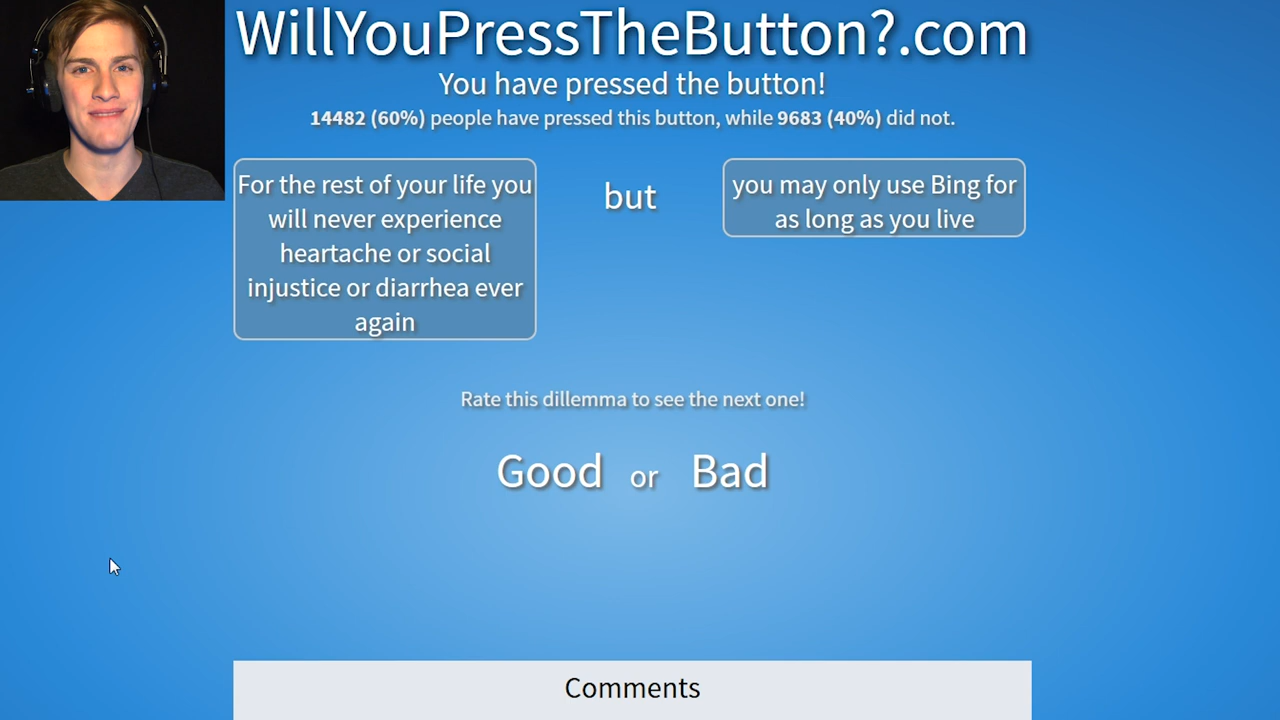 WillYouPressTheButton?.com
You have pressed the button!
14482 (60%) people have pressed this button, while 9683 (40%) did not.
For the rest of your life you
will never experience
heartache or social
injustice or diarrhea ever
again
but
you may only use Bing for
as long as you live
Rate this dillemma to see the next one!
Good or Bad
Comments